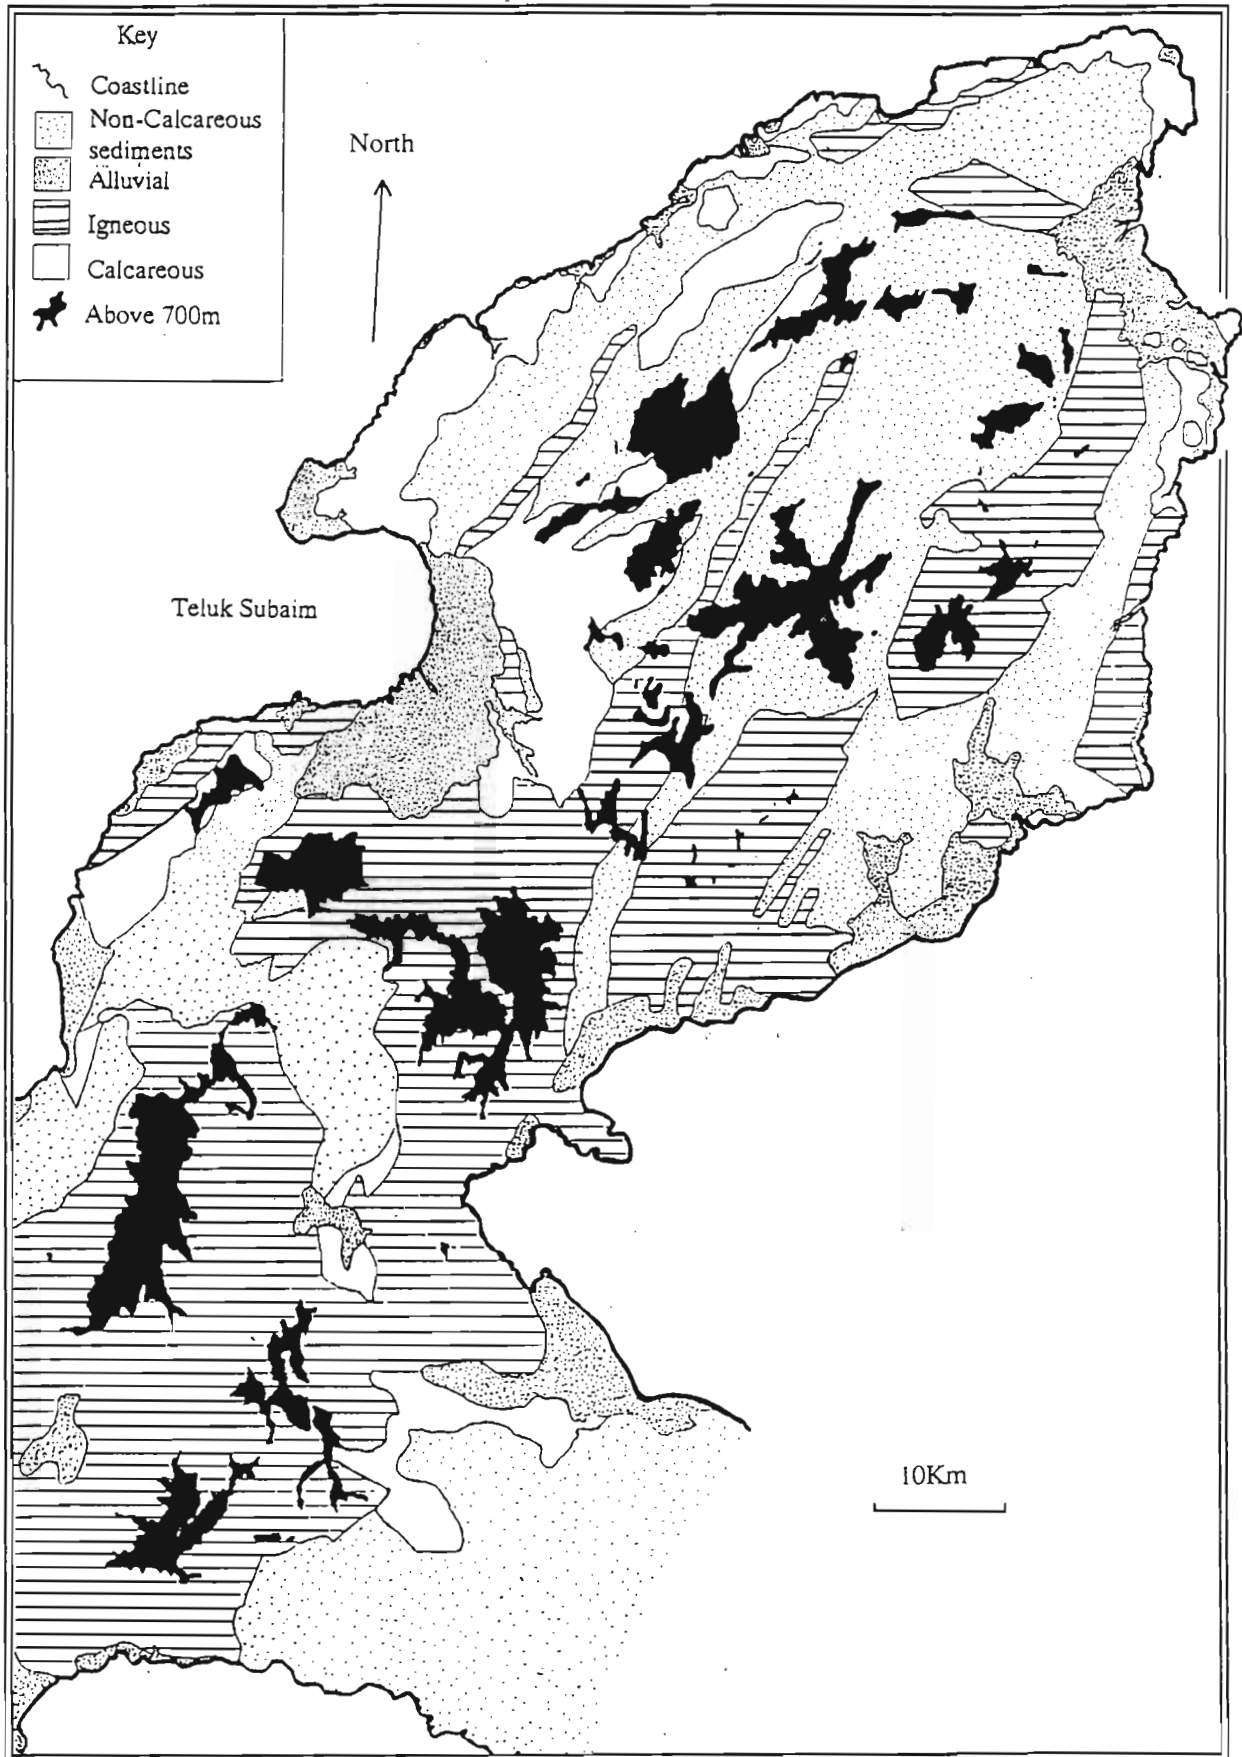 Key
Coastline
Non-Calcareous
sediments
Alluvial
Igneous
Calcareous
Above 700m
North
Teluk Subaim
10Km